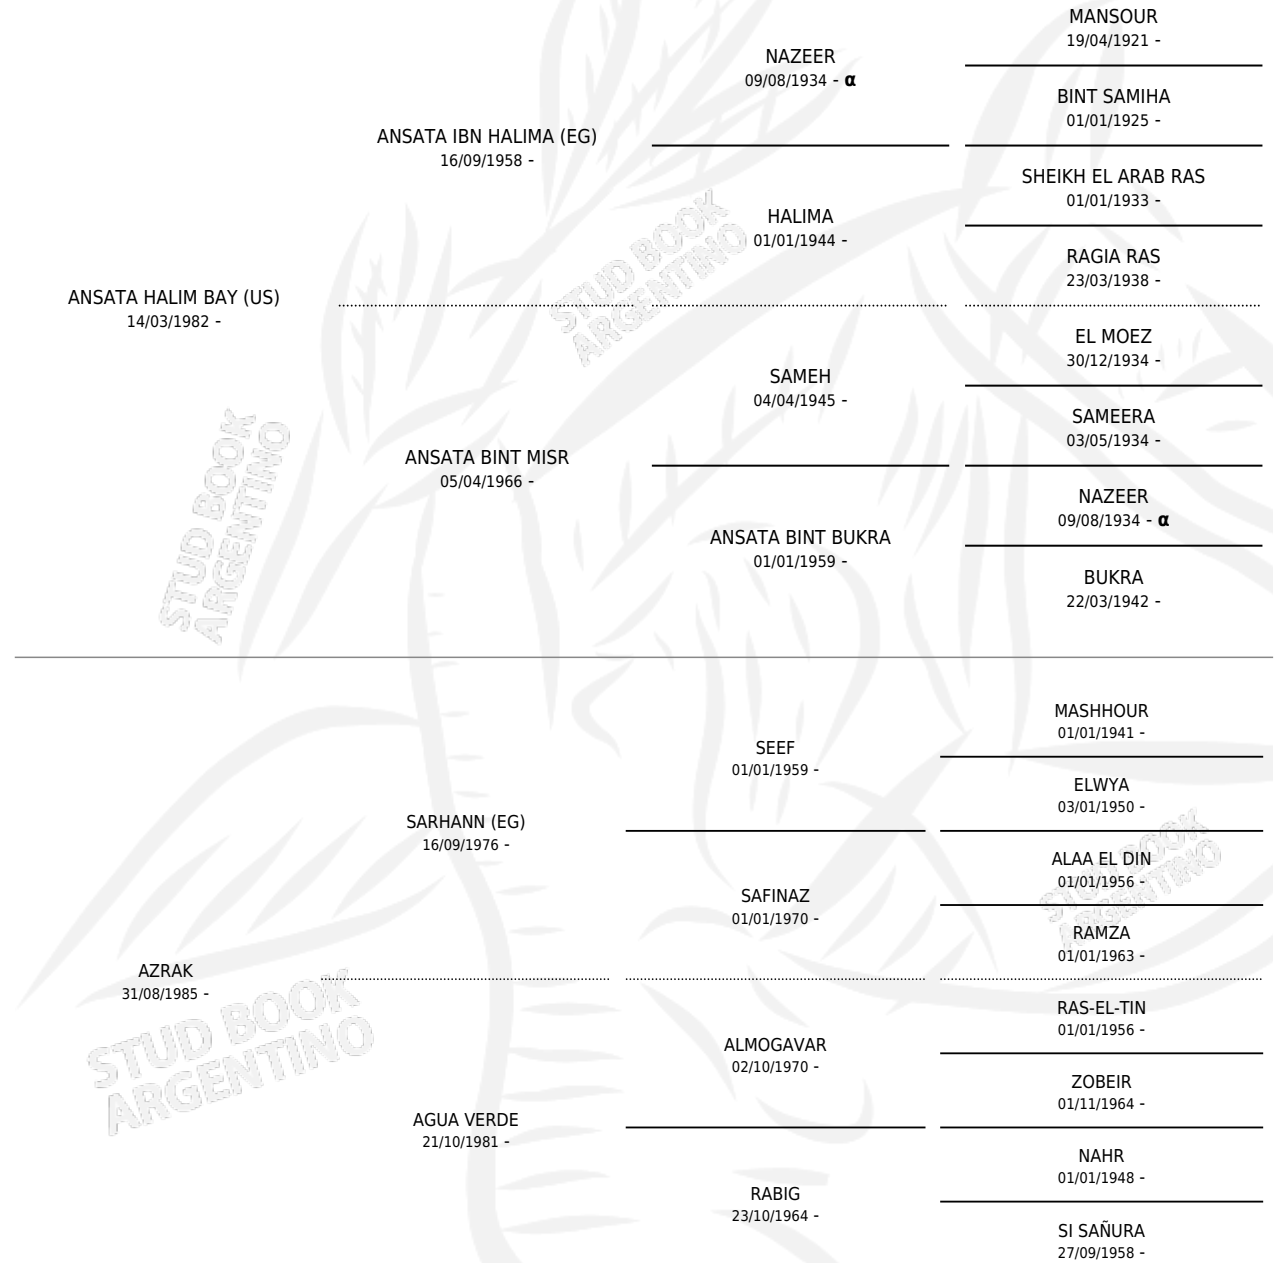 MANSOUR
19/04/1921 -
NAZEER
09/08/1934 - α
BINT SAMIHA
01/01/1925 -
ANSATA IBN HALIMA (EG)
16/09/1958 -
SHEIKH EL ARAB RAS
01/01/1933 -
HALIMA
01/01/1944 -
RAGIA RAS
23/03/1938 -
ANSATA HALIM BAY (US)
14/03/1982 -
EL MOEZ
30/12/1934 -
SAMEH
04/04/1945 -
SAMEERA
03/05/1934 -
ANSATA BINT MISR
05/04/1966 -
NAZEER
09/08/1934 - α
ANSATA BINT BUKRA
01/01/1959 -
BUKRA
22/03/1942 -
MASHHOUR
01/01/1941 -
SEEF
01/01/1959 -
ELWYA
03/01/1950 -
SARHANN (EG)
16/09/1976 -
ALAA EL DIN
01/01/1956 -
SAFINAZ
01/01/1970 -
RAMZA
01/01/1963 -
AZRAK
31/08/1985 -
RAS-EL-TIN
01/01/1956 -
ALMOGAVAR
02/10/1970 -
ZOBEIR
01/11/1964 -
AGUA VERDE
21/10/1981 -
NAHR
01/01/1948 -
RABIG
23/10/1964 -
SI SAÑURA
27/09/1958 -
STUD BOOK
ARGENTINO
STUD BOOK
ARGENTINO
STUD BOOK
ARGENTINO
STUD BOOK
ARGENTINO